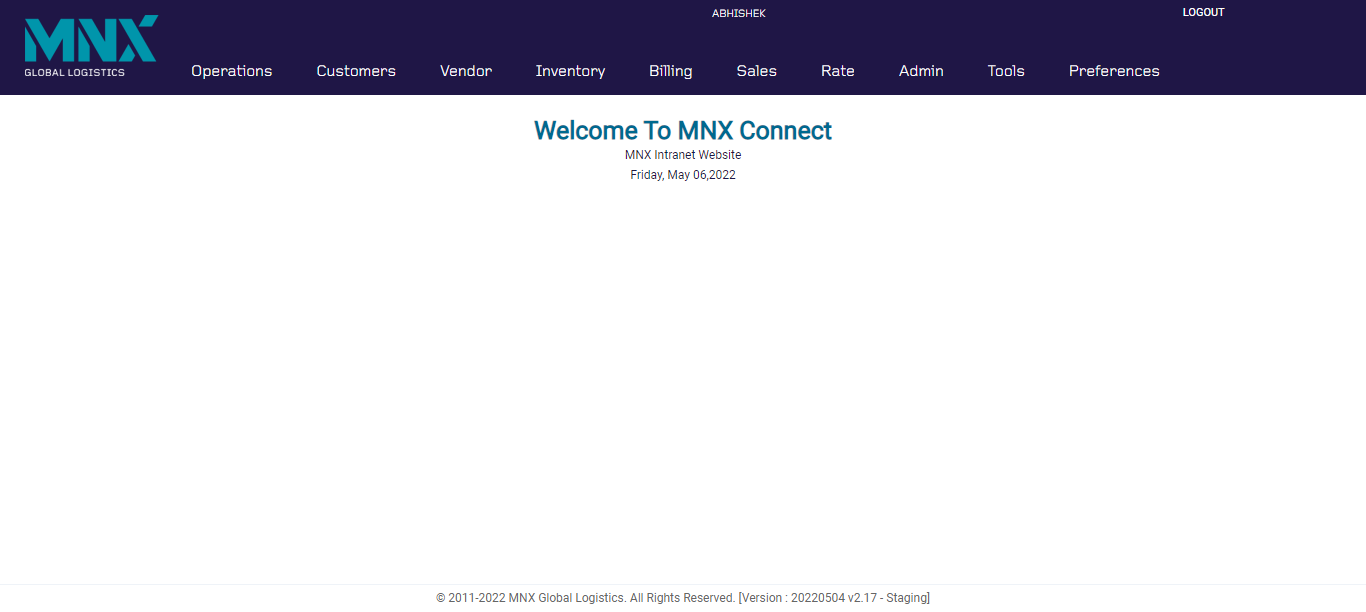 ABHISHEK
LOGOUT
MNX
GLOBAL LOGISTICS
Operations Customers Vendor Inventory Billing Sales Rate Admin Tools Preferences
Welcome To MNX Connect
MNX Intranet Website
Friday, May 06,2022
© 2011-2022 MNX Global Logistics. All Rights Reserved. [Version : 20220504 v2.17 - Staging]